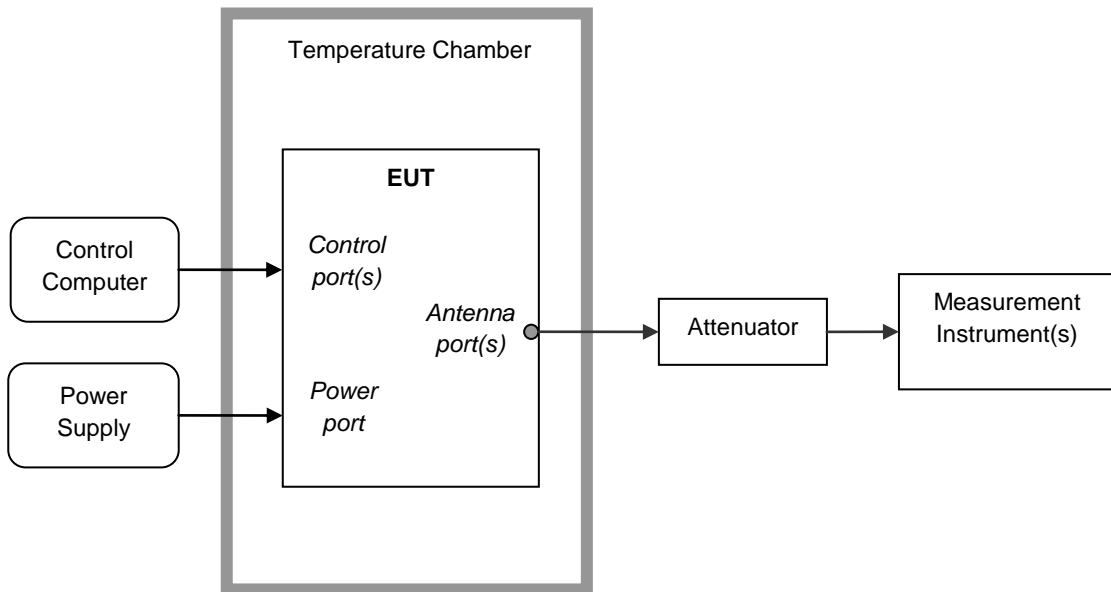 Temperature Chamber
EUT
Control
Computer
Control
port(s)
Antenna
port(s)
Attenuator
Measurement
Instrument(s)
Power
Supply
Power
port